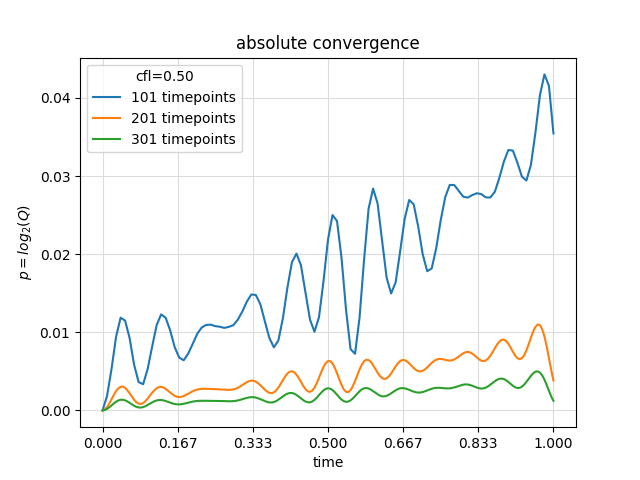 absolute convergence
cfl=0.50
101 timepoints
201 timepoints
301 timepoints
p = log₂(Q)
0.04
0.03
0.02
0.01
0.00
0.000 0.167 0.333 0.500 0.667 0.833 1.000
time